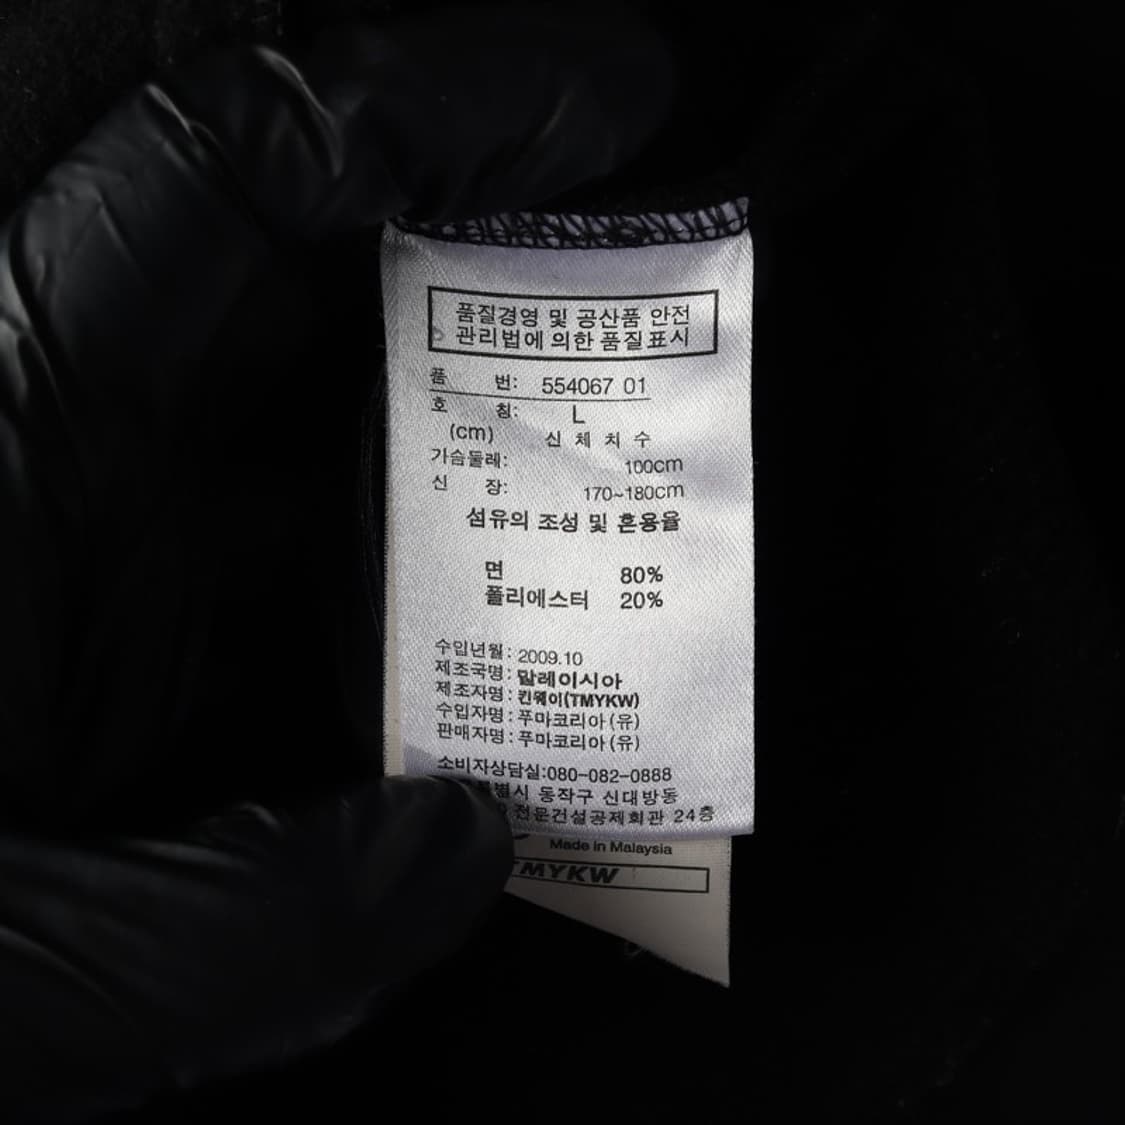 품질경영 및 공산품 안전
관리법에 의한 품질표시
품 번: 554067 01
호 칭: L
(cm) 신 체 치 수
가슴둘레: 100cm
신 장: 170~180cm
섬유의 조성 및 혼용율
면 80%
폴리에스터 20%
수입년월: 2009.10
제조국명: 말레이시아
제조자명: 킨웨이(TMYKW)
수입자명: 푸마코리아(유)
판매자명: 푸마코리아(유)
소비자상담실:080-082-0888
동작구 신대방동
전문건설공제회관 24층
Made in Malaysia
TMYKW